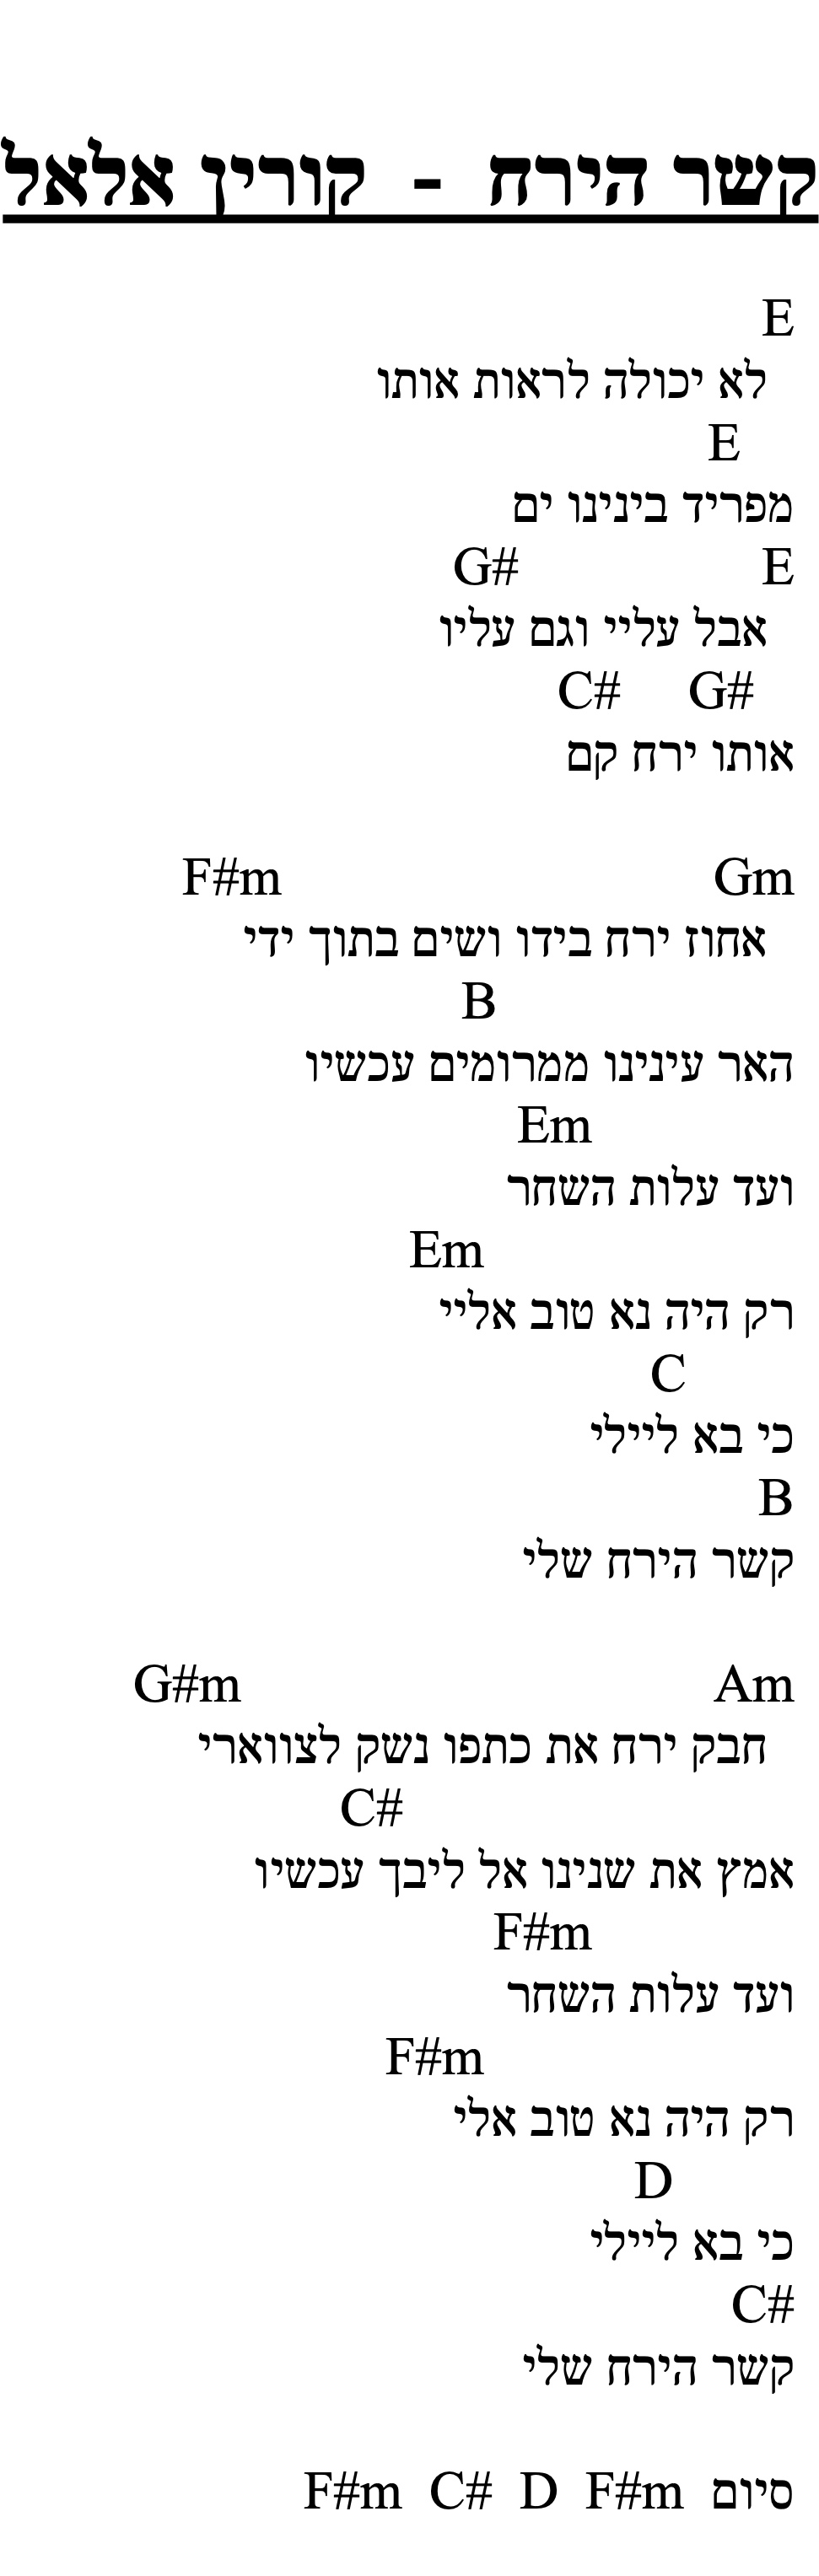 קשר הירח - קורין אלאל
E
לא יכולה לראות אותו
E
מפריד בינינו ים
E G#
אבל עליי וגם עליו
G# C#
אותו ירח קם
Gm F#m
אחוז ירח בידו ושים בתוך ידי
B
האר עינינו ממרומים עכשיו
Em
ועד עלות השחר
Em
רק היה נא טוב אליי
C
כי בא ליילי
B
קשר הירח שלי
Am G#m
חבק ירח את כתפו נשק לצווארי
C#
אמץ את שנינו אל ליבך עכשיו
F#m
ועד עלות השחר
F#m
רק היה נא טוב אלי
D
כי בא ליילי
C#
קשר הירח שלי
סיום F#m C# D F#m